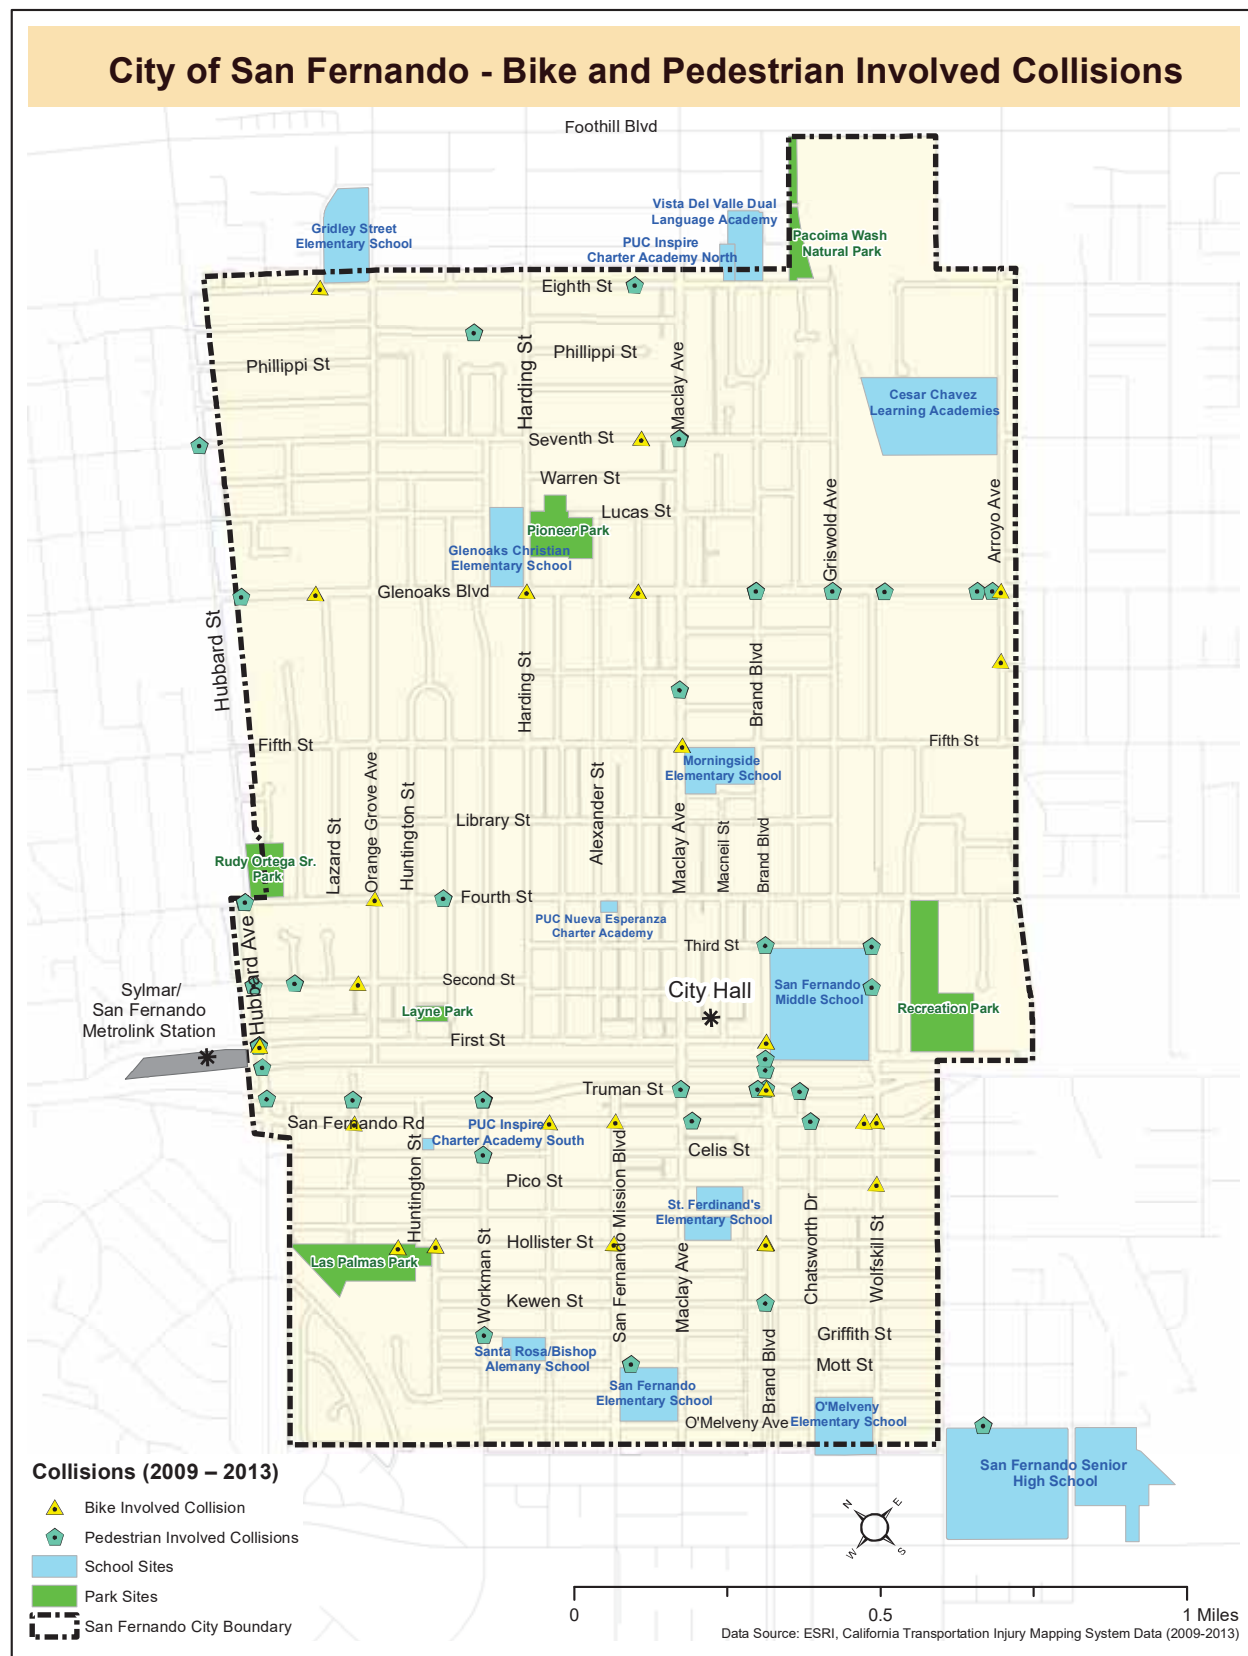 City of San Fernando - Bike and Pedestrian Involved Collisions
Foothill Blvd
Vista Del Valle Dual
Language Academy
Gridley Street
Elementary School
PUC Inspire
Charter Academy North
Pacoima Wash
Natural Park
Eighth St
Phillippi St
Phillippi St
Harding St
Maclay Ave
Cesar Chavez
Learning Academies
Seventh St
Warren St
Lucas St
Pioneer Park
Glenoaks Christian
Elementary School
Griswold Ave
Arroyo Ave
Glenoaks Blvd
Hubbard St
Harding St
Brand Blvd
Fifth St
Fifth St
Morningside
Elementary School
Lazard St
Orange Grove Ave
Huntington St
Library St
Alexander St
Maclay Ave
Macneil St
Brand Blvd
Rudy Ortega Sr.
Park
Fourth St
PUC Nueva Esperanza
Charter Academy
Third St
Hubbard Ave
Second St
City Hall
San Fernando
Middle School
Sylmar/
San Fernando
Metrolink Station
Layne Park
Recreation Park
First St
Truman St
San Fernando Rd
PUC Inspire
Charter Academy South
Celis St
Huntington St
Pico St
San Fernando Mission Blvd
St. Ferdinand's
Elementary School
Chatsworth Dr
Wolfskill St
Hollister St
Las Palmas Park
Workman St
Maclay Ave
Kewen St
Griffith St
Brand Blvd
Santa Rosa/Bishop
Alemany School
Mott St
San Fernando
Elementary School
O'Melveny Ave
O'Melveny
Elementary School
San Fernando Senior
High School
Collisions (2009 – 2013)
Bike Involved Collision
Pedestrian Involved Collisions
School Sites
Park Sites
San Fernando City Boundary
N
E
W
S
0
0.5
1 Miles
Data Source: ESRI, California Transportation Injury Mapping System Data (2009-2013)